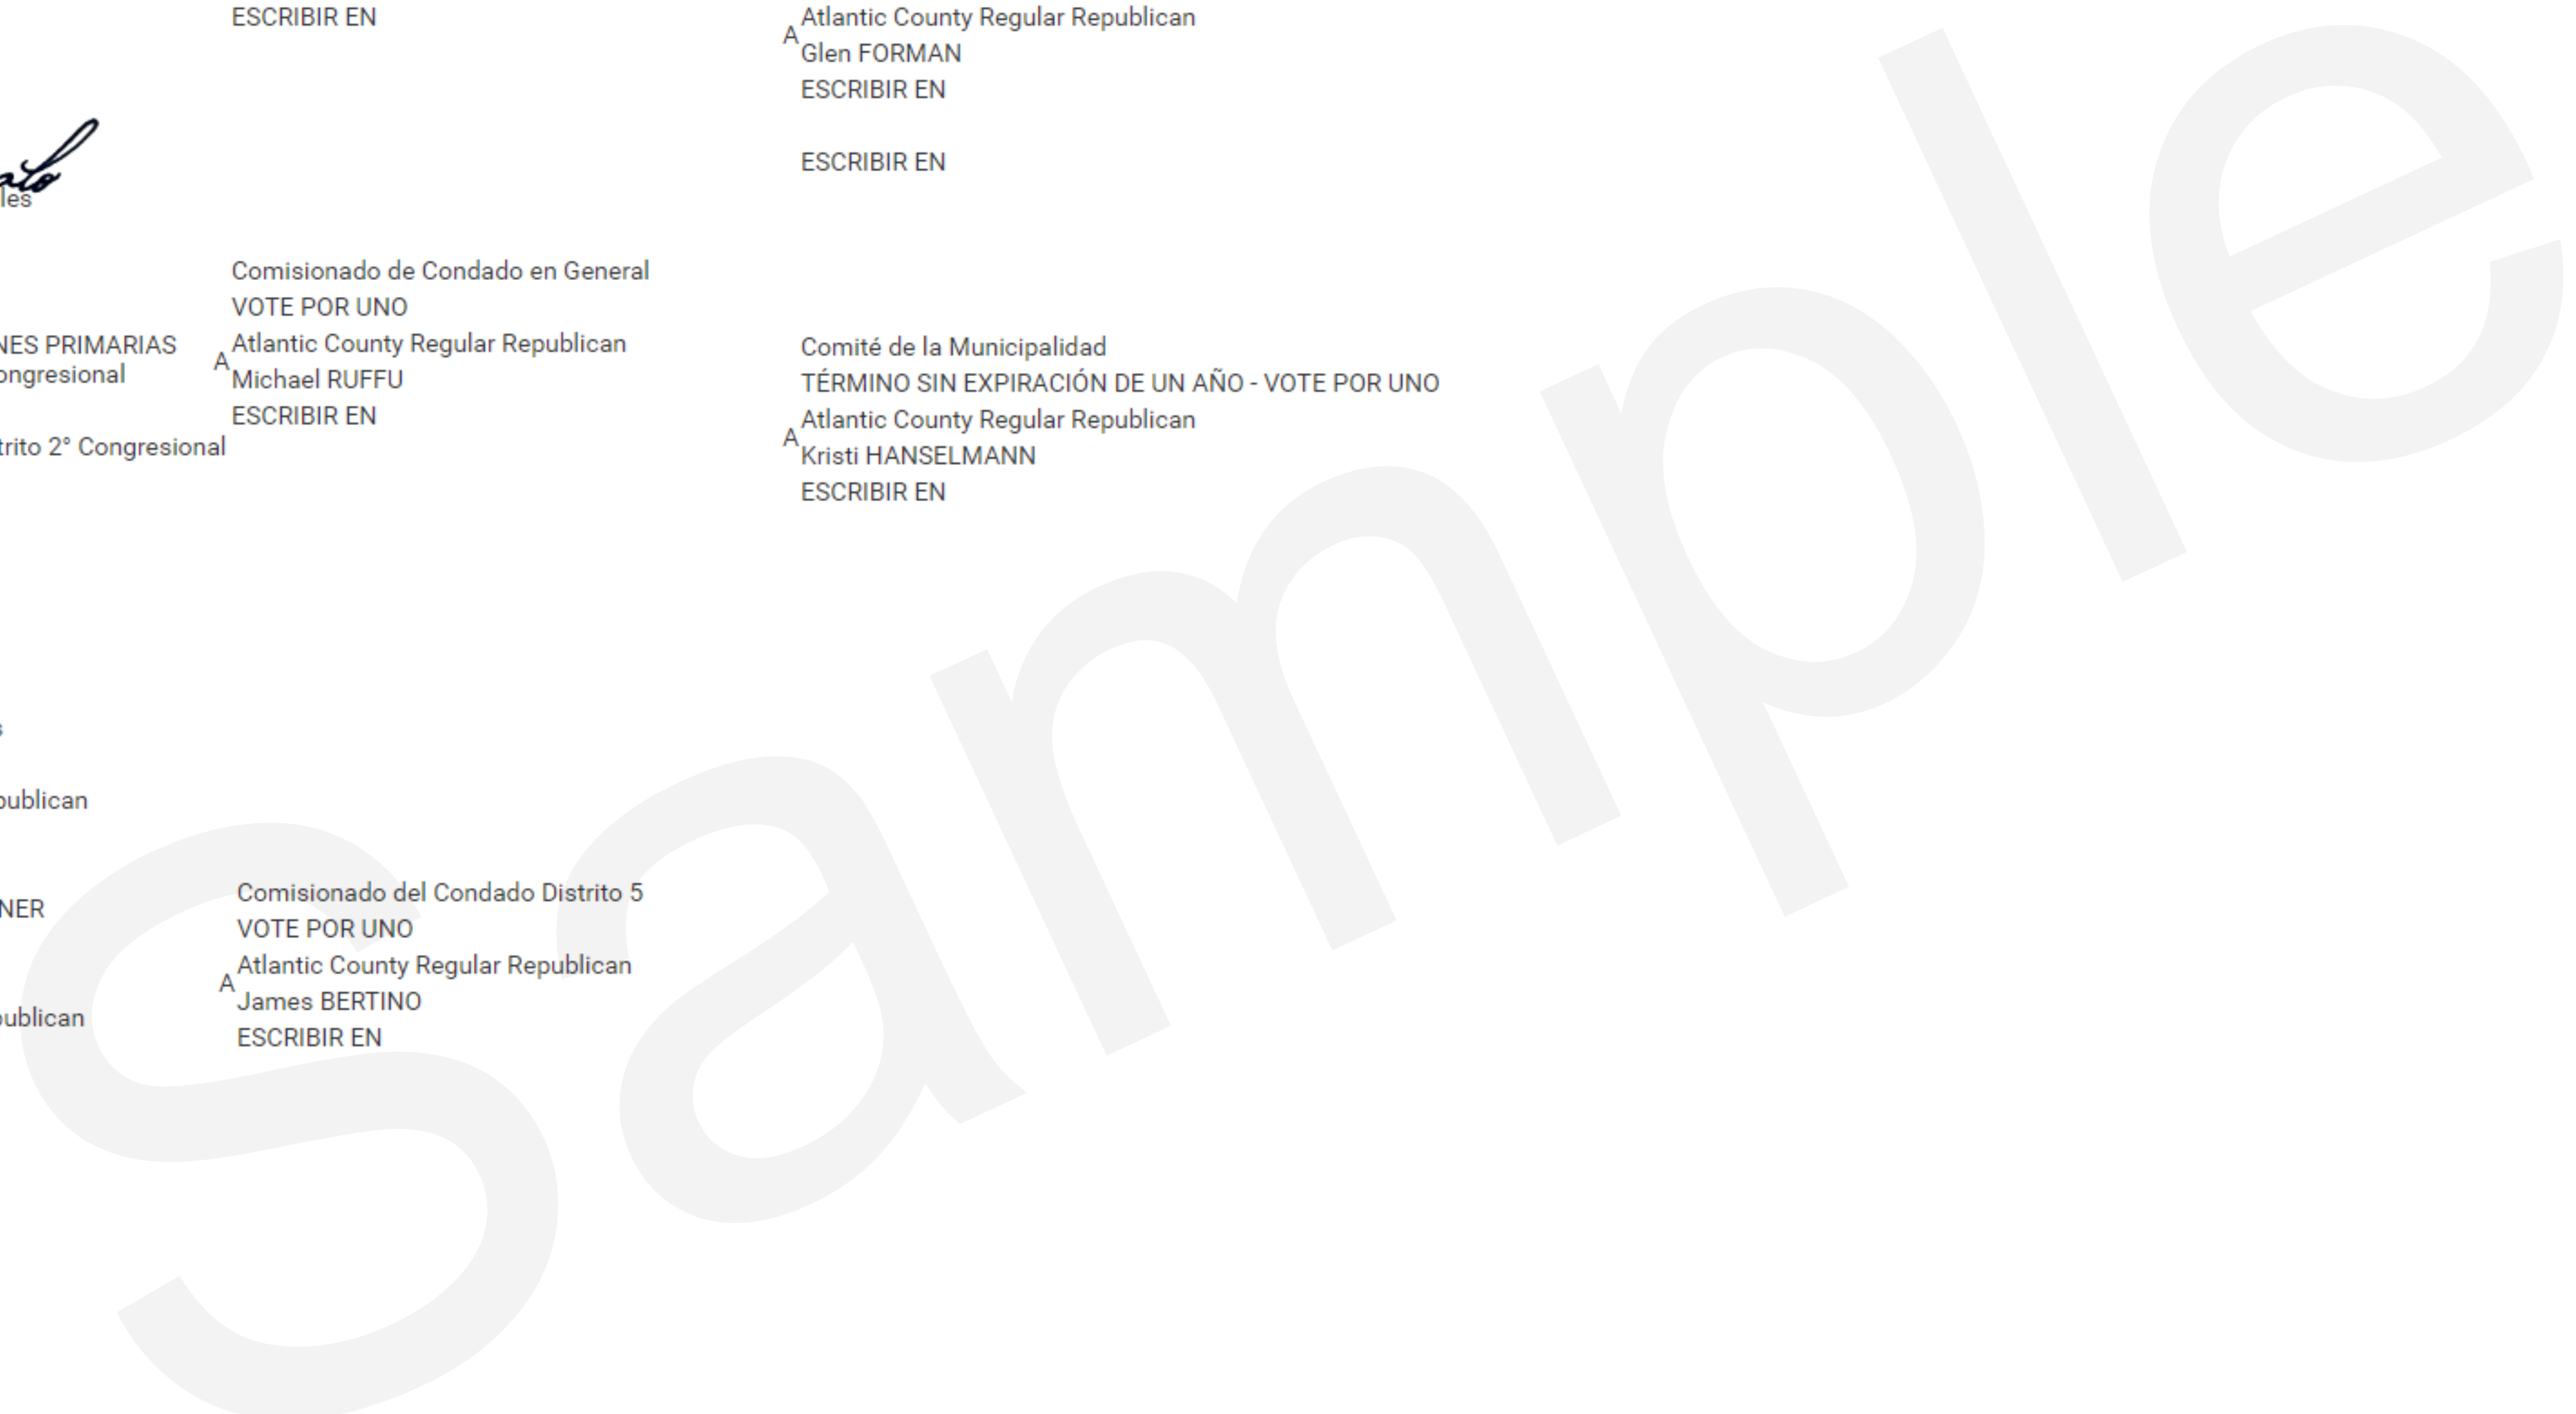 ESCRIBIR EN
les
NES PRIMARIAS
ongresional
trito 2° Congresional
s
publican
NER
publican
Comisionado de Condado en General
VOTE POR UNO
Atlantic County Regular Republican
A
Michael RUFFU
ESCRIBIR EN
Comisionado del Condado Distrito 5
VOTE POR UNO
Atlantic County Regular Republican
A
James BERTINO
ESCRIBIR EN
Atlantic County Regular Republican
A
Glen FORMAN
ESCRIBIR EN
ESCRIBIR EN
Comité de la Municipalidad
TÉRMINO SIN EXPIRACIÓN DE UN AÑO - VOTE POR UNO
Atlantic County Regular Republican
A
Kristi HANSELMANN
ESCRIBIR EN
Sample